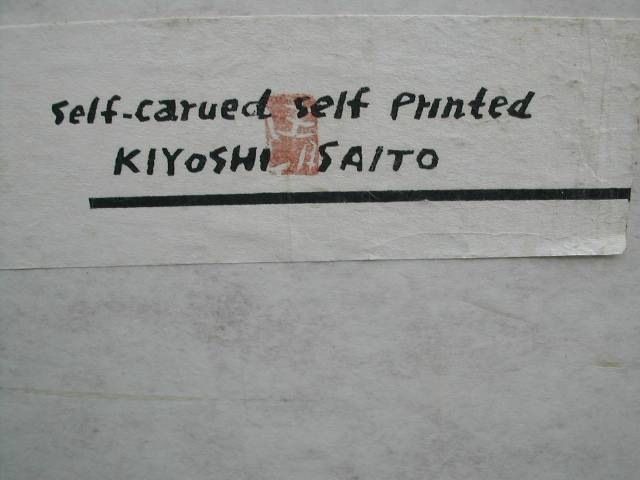 self-carued self Printed
KIYOSHI SAITO